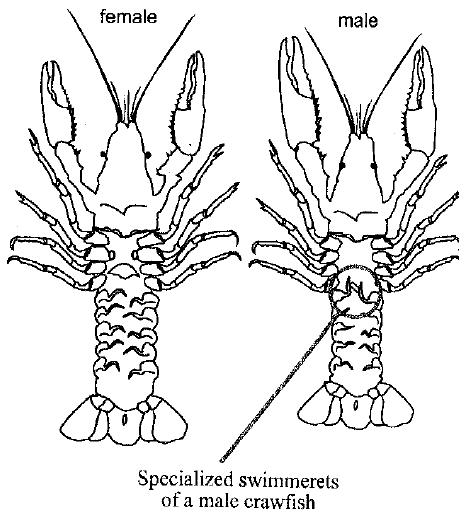 female
male
Specialized swimmerets
of a male crawfish